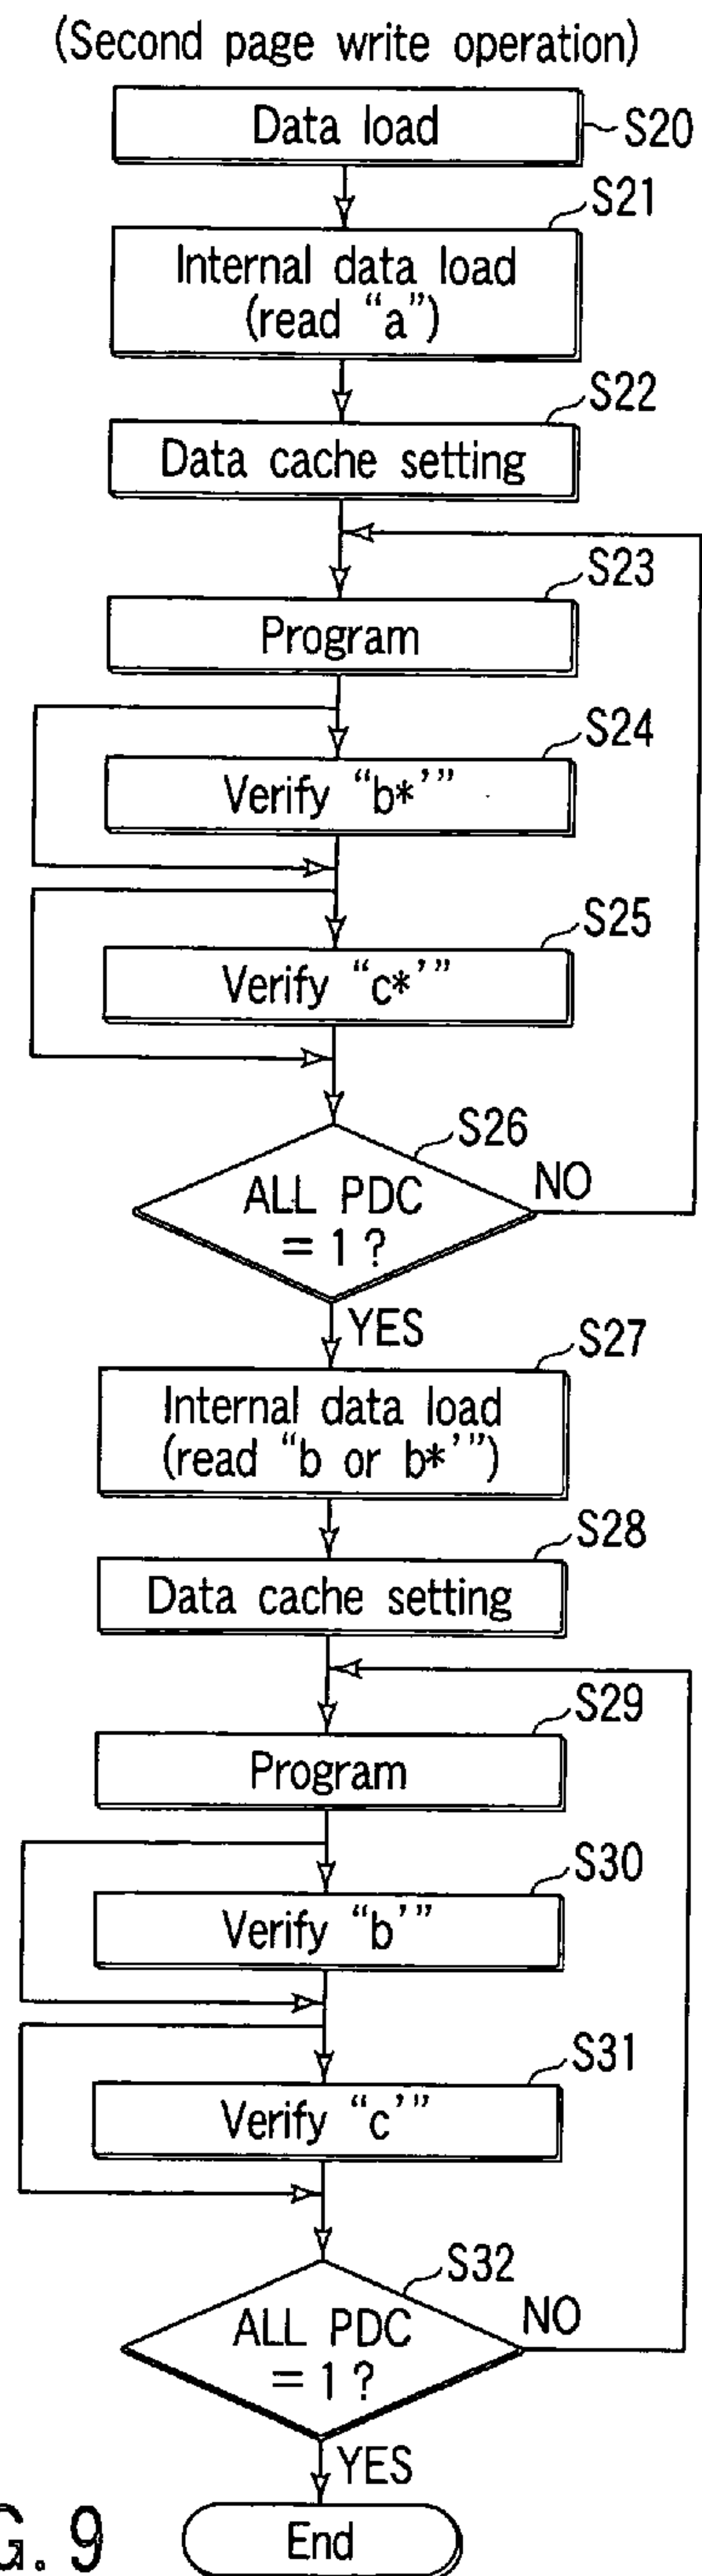 (Second page write operation)
Data load
S20
S21
Internal data load
(read “a”)
S22
Data cache setting
S23
Program
S24
Verify “b*’”
S25
Verify “c*’”
S26
ALL PDC
= 1 ?
NO
YES
S27
Internal data load
(read “b or b*’”)
S28
Data cache setting
S29
Program
S30
Verify “b’”
S31
Verify “c’”
S32
ALL PDC
= 1 ?
NO
YES
End
G. 9